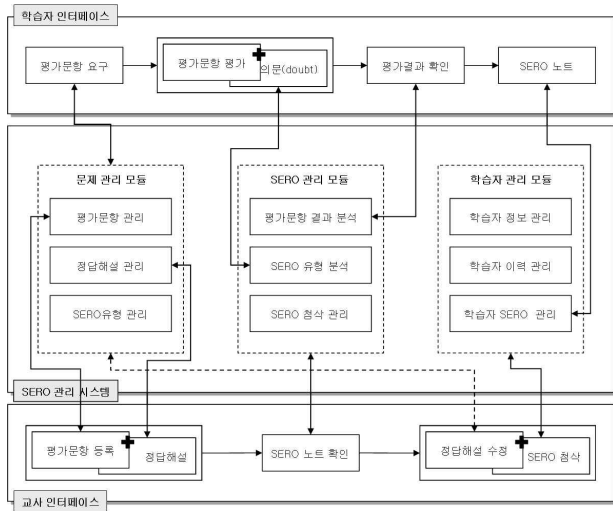 학습자 인터페이스
평가문항 요구
평가문항 평가
의문(doubt)
평가결과 확인
SERO 노트
문제 관리 모듈
평가문항 관리
정답해설 관리
SERO유형 관리
SERO 관리 모듈
평가문항 결과 분석
SERO 유형 분석
SERO 첨삭 관리
학습자 관리 모듈
학습자 정보 관리
학습자 이력 관리
학습자 SERO 관리
SERO 관리 시스템
평가문항 등록
정답해설
SERO 노트 확인
정답해설 수정
SERO 첨삭
교사 인터페이스